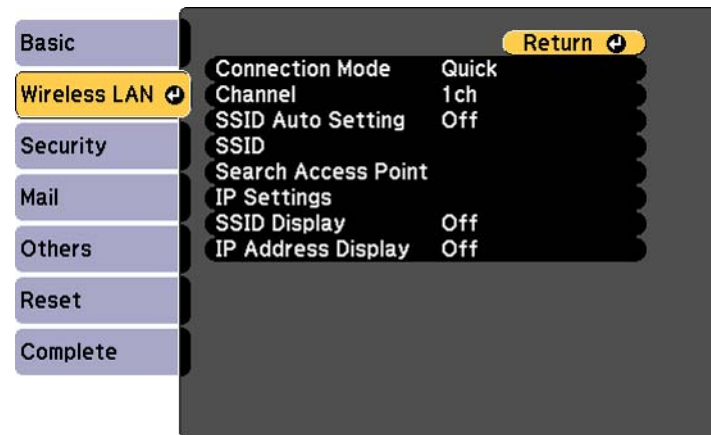 Basic
Wireless LAN
Security
Mail
Others
Reset
Complete
Return
Connection Mode Quick
Channel 1ch
SSID Auto Setting Off
SSID
Search Access Point
IP Settings
SSID Display Off
IP Address Display Off